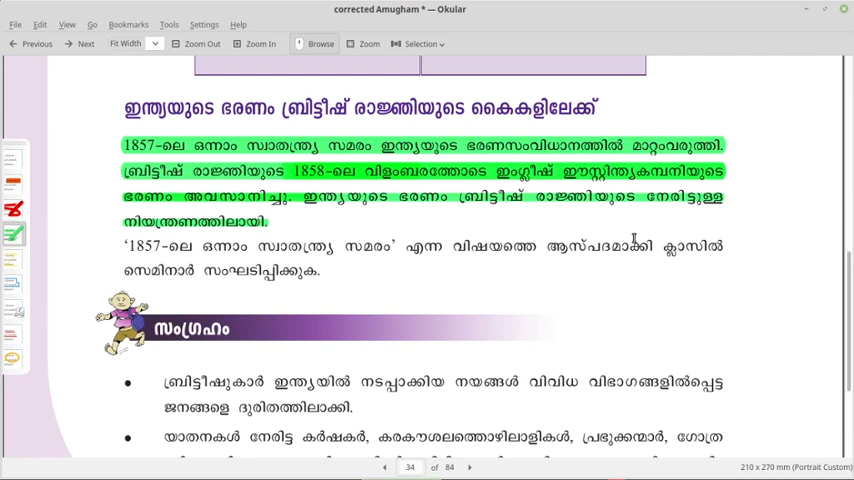 corrected Amugham * — Okular
File Edit View Go Bookmarks Tools Settings Help
Previous Next Fit Width Zoom Out Zoom In Browse Zoom Selection
ഇന്ത്യയുടെ ഭരണം ബ്രിട്ടീഷ് രാജ്ഞിയുടെ കൈകളിലേക്ക്
1857-ലെ ഒന്നാം സ്വാതന്ത്ര്യ സമരം ഇന്ത്യയുടെ ഭരണസംവിധാനത്തിൽ മാറ്റംവരുത്തി.
ബ്രിട്ടീഷ് രാജ്ഞിയുടെ 1858-ലെ വിളംബരത്തോടെ ഇംഗ്ലീഷ് ഈസ്റ്റിന്ത്യകമ്പനിയുടെ
ഭരണം അവസാനിച്ചു. ഇന്ത്യയുടെ ഭരണം ബ്രിട്ടീഷ് രാജ്ഞിയുടെ നേരിട്ടുള്ള
നിയന്ത്രണത്തിലായി.
‘1857-ലെ ഒന്നാം സ്വാതന്ത്ര്യ സമരം’ എന്ന വിഷയത്തെ ആസ്പദമാക്കി ക്ലാസിൽ
സെമിനാർ സംഘടിപ്പിക്കുക.
സംഗ്രഹം
• ബ്രിട്ടീഷുകാർ ഇന്ത്യയിൽ നടപ്പാക്കിയ നയങ്ങൾ വിവിധ വിഭാഗങ്ങളിൽപ്പെട്ട
ജനങ്ങളെ ദുരിതത്തിലാക്കി.
• യാതനകൾ നേരിട്ട കർഷകർ, കരകൗശലത്തൊഴിലാളികൾ, പ്രഭുക്കന്മാർ, ഗോത്ര
34 of 84 210 x 270 mm (Portrait Custom)